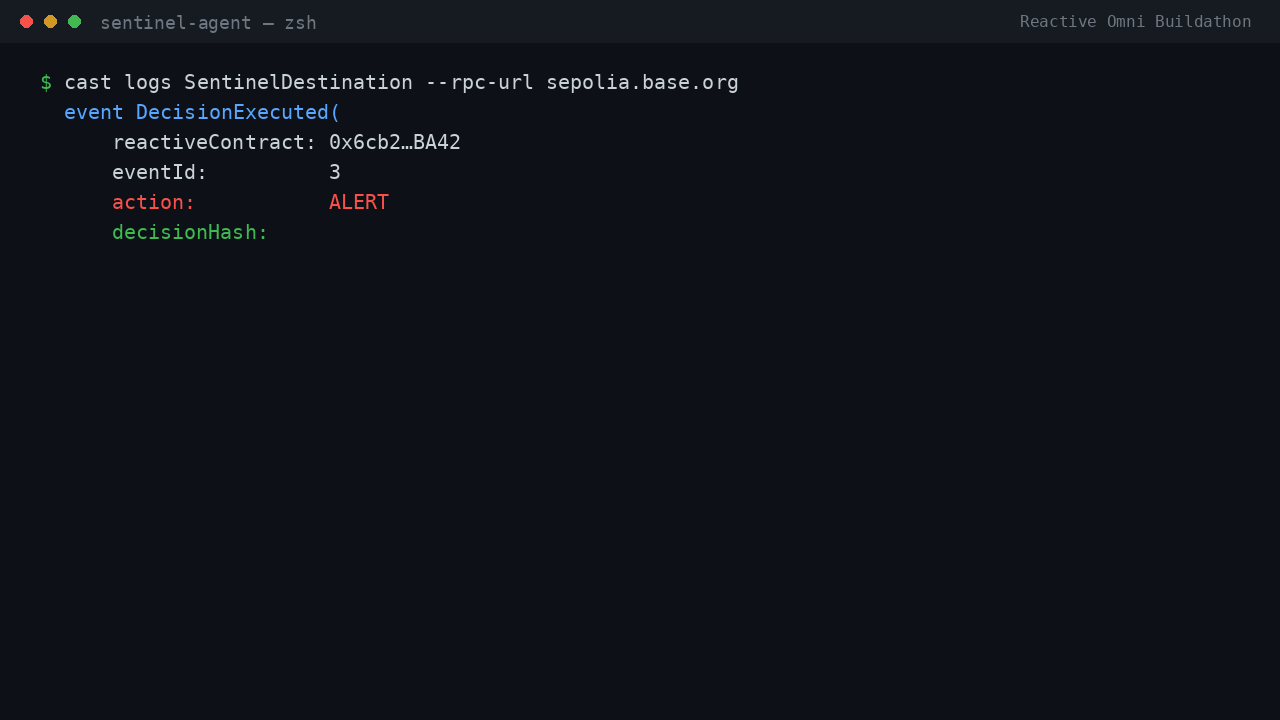 sentinel-agent — zsh
Reactive Omni Buildathon
$ cast logs SentinelDestination --rpc-url sepolia.base.org
event DecisionExecuted(
reactiveContract: 0x6cb2…BA42
eventId: 3
action: ALERT
decisionHash: